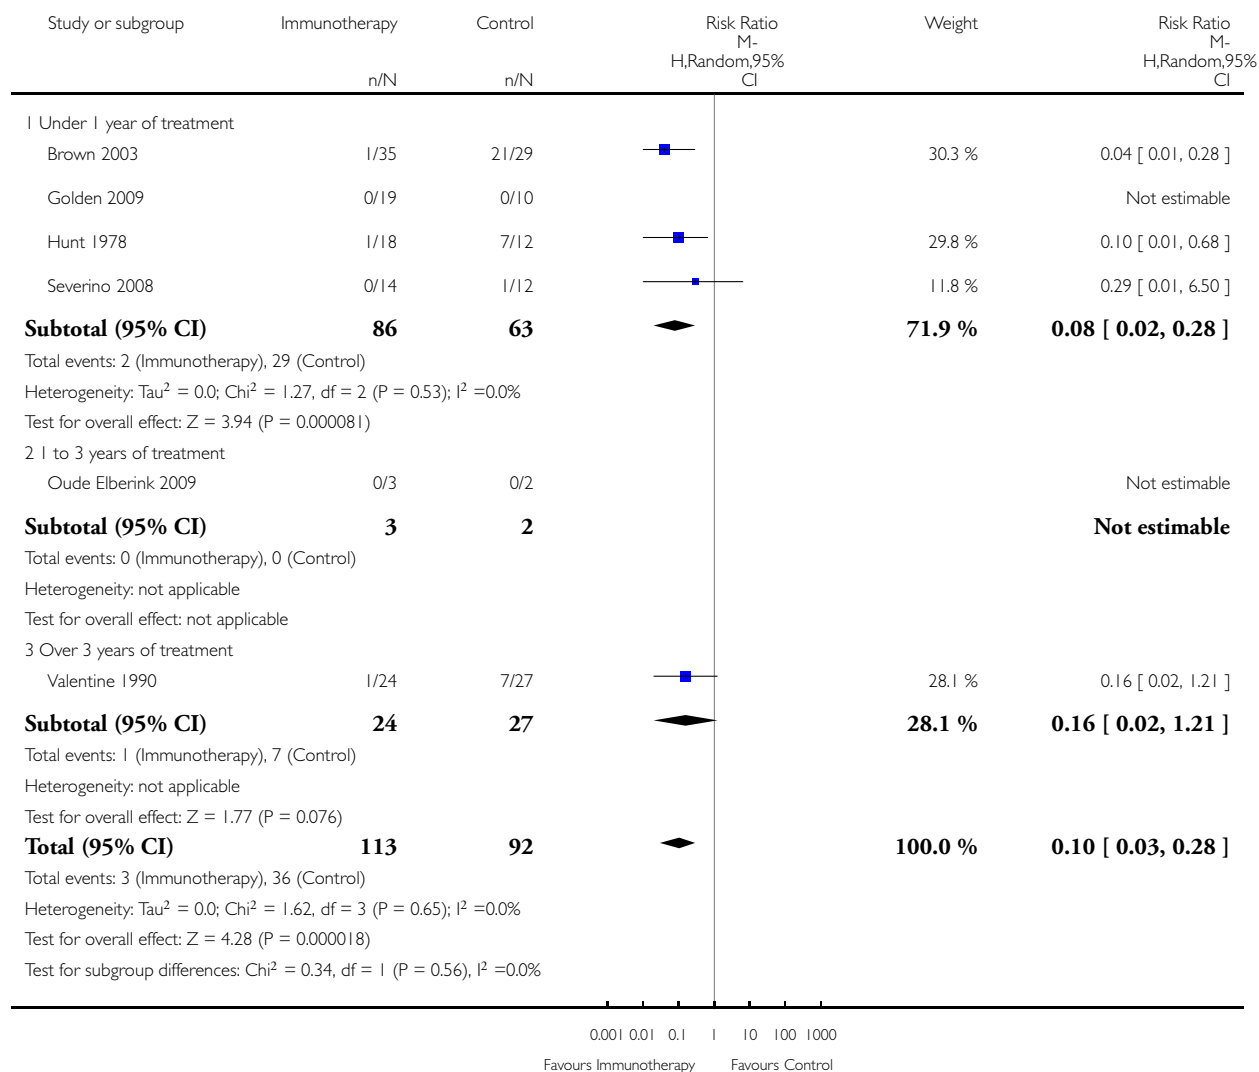 Study or subgroup Immunotherapy Control Risk Ratio Weight Risk Ratio
M- M-
H,Random,95% H,Random,95%
n/N n/N CI CI
1 Under 1 year of treatment
Brown 2003 1/35 21/29 30.3 % 0.04 [ 0.01, 0.28 ]
Golden 2009 0/19 0/10 Not estimable
Hunt 1978 1/18 7/12 29.8 % 0.10 [ 0.01, 0.68 ]
Severino 2008 0/14 1/12 11.8 % 0.29 [ 0.01, 6.50 ]
Subtotal (95% CI) 86 63 71.9 % 0.08 [ 0.02, 0.28 ]
Total events: 2 (Immunotherapy), 29 (Control)
Heterogeneity: Tau² = 0.0; Chi² = 1.27, df = 2 (P = 0.53); I² =0.0%
Test for overall effect: Z = 3.94 (P = 0.000081)
2 1 to 3 years of treatment
Oude Elberink 2009 0/3 0/2 Not estimable
Subtotal (95% CI) 3 2 Not estimable
Total events: 0 (Immunotherapy), 0 (Control)
Heterogeneity: not applicable
Test for overall effect: not applicable
3 Over 3 years of treatment
Valentine 1990 1/24 7/27 28.1 % 0.16 [ 0.02, 1.21 ]
Subtotal (95% CI) 24 27 28.1 % 0.16 [ 0.02, 1.21 ]
Total events: 1 (Immunotherapy), 7 (Control)
Heterogeneity: not applicable
Test for overall effect: Z = 1.77 (P = 0.076)
Total (95% CI) 113 92 100.0 % 0.10 [ 0.03, 0.28 ]
Total events: 3 (Immunotherapy), 36 (Control)
Heterogeneity: Tau² = 0.0; Chi² = 1.62, df = 3 (P = 0.65); I² =0.0%
Test for overall effect: Z = 4.28 (P = 0.000018)
Test for subgroup differences: Chi² = 0.34, df = 1 (P = 0.56), I² =0.0%
0.001 0.01 0.1 1 10 100 1000
Favours Immunotherapy Favours Control